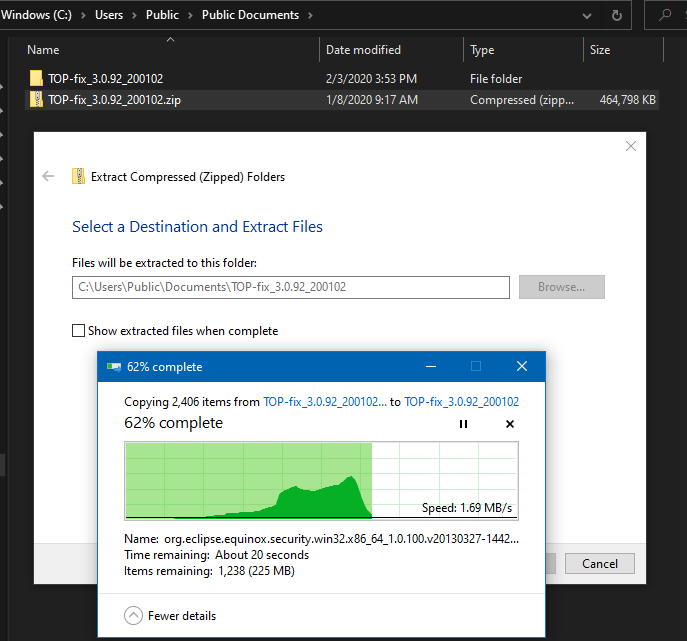 Windows (C:) > Users > Public > Public Documents >
Name Date modified Type Size
TOP-fix_3.0.92_200102 2/3/2020 3:53 PM File folder
TOP-fix_3.0.92_200102.zip 1/8/2020 9:17 AM Compressed (zipp... 464,798 KB
Extract Compressed (Zipped) Folders
Select a Destination and Extract Files
Files will be extracted to this folder:
C:\Users\Public\Documents\TOP-fix_3.0.92_200102 Browse...
Show extracted files when complete
62% complete
Copying 2,406 items from TOP-fix_3.0.92_200102... to TOP-fix_3.0.92_200102
62% complete
Speed: 1.69 MB/s
Name: org.eclipse.equinox.security.win32.x86_64_1.0.100.v20130327-1442...
Time remaining: About 20 seconds
Items remaining: 1,238 (225 MB)
Cancel
Fewer details